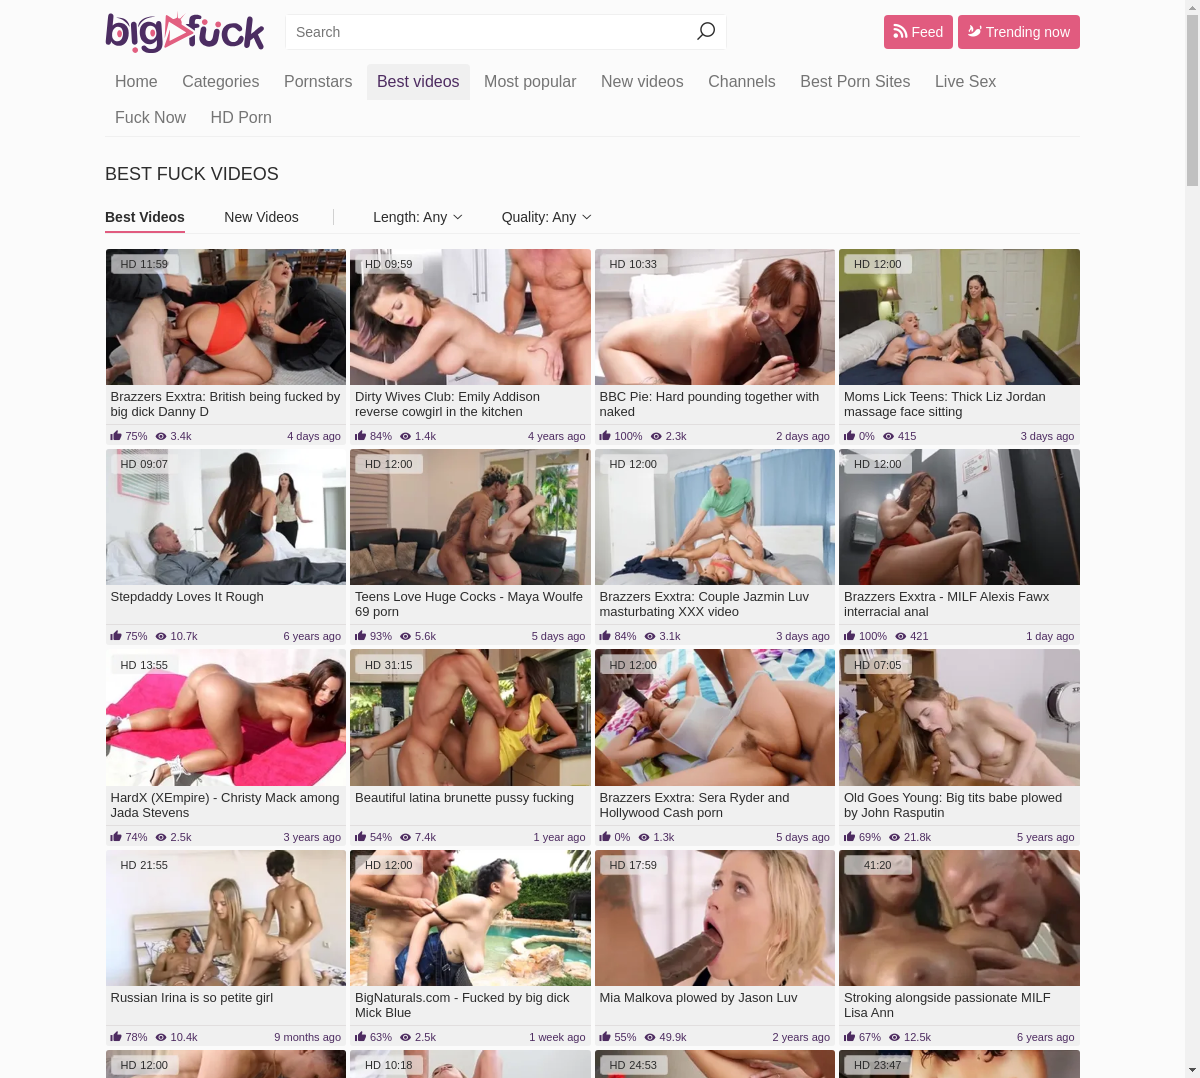 bigfuck
Search
Feed
Trending now
Home
Categories
Pornstars
Best videos
Most popular
New videos
Channels
Best Porn Sites
Live Sex
Fuck Now
HD Porn
BEST FUCK VIDEOS
Best Videos
New Videos
Length: Any
Quality: Any
HD 11:59
HD 09:59
HD 10:33
HD 12:00
Brazzers Exxtra: British being fucked by
big dick Danny D
Dirty Wives Club: Emily Addison
reverse cowgirl in the kitchen
BBC Pie: Hard pounding together with
naked
Moms Lick Teens: Thick Liz Jordan
massage face sitting
75% 3.4k 4 days ago
84% 1.4k 4 years ago
100% 2.3k 2 days ago
0% 415 3 days ago
HD 09:07
HD 12:00
HD 12:00
HD 12:00
Stepdaddy Loves It Rough
Teens Love Huge Cocks - Maya Woulfe
69 porn
Brazzers Exxtra: Couple Jazmin Luv
masturbating XXX video
Brazzers Exxtra - MILF Alexis Fawx
interracial anal
75% 10.7k 6 years ago
93% 5.6k 5 days ago
84% 3.1k 3 days ago
100% 421 1 day ago
HD 13:55
HD 31:15
HD 12:00
HD 07:05
HardX (XEmpire) - Christy Mack among
Jada Stevens
Beautiful latina brunette pussy fucking
Brazzers Exxtra: Sera Ryder and
Hollywood Cash porn
Old Goes Young: Big tits babe plowed
by John Rasputin
74% 2.5k 3 years ago
54% 7.4k 1 year ago
0% 1.3k 5 days ago
69% 21.8k 5 years ago
HD 21:55
HD 12:00
HD 17:59
41:20
Russian Irina is so petite girl
BigNaturals.com - Fucked by big dick
Mick Blue
Mia Malkova plowed by Jason Luv
Stroking alongside passionate MILF
Lisa Ann
78% 10.4k 9 months ago
63% 2.5k 1 week ago
55% 49.9k 2 years ago
67% 12.5k 6 years ago
HD 12:00
HD 10:18
HD 24:53
HD 23:47